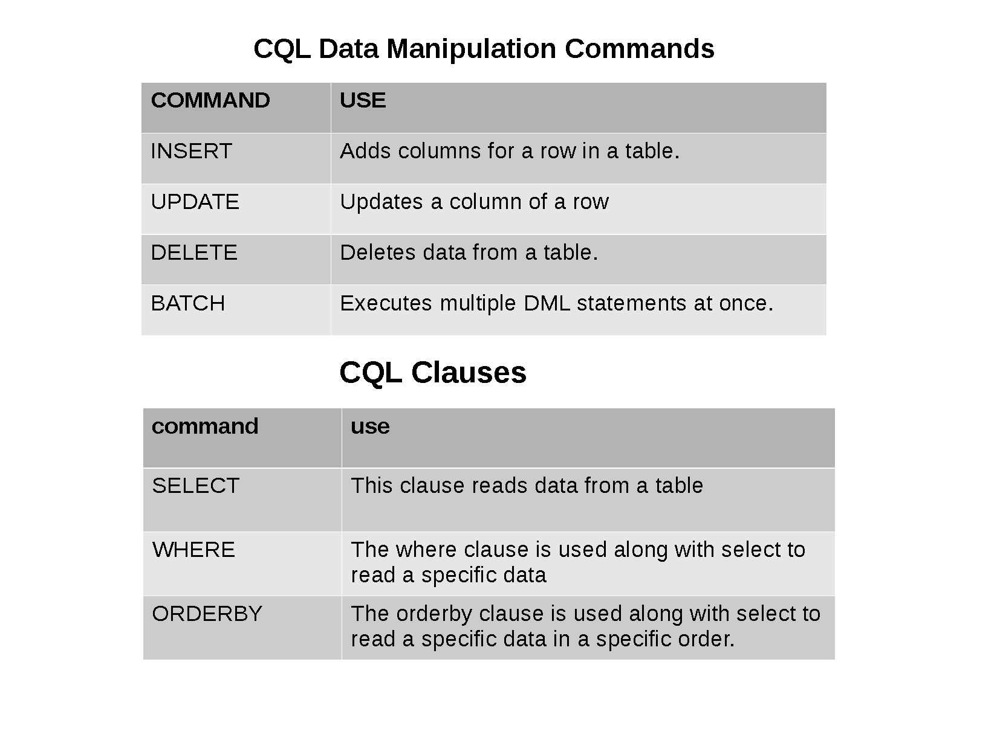 CQL Data Manipulation Commands
COMMAND USE
INSERT Adds columns for a row in a table.
UPDATE Updates a column of a row
DELETE Deletes data from a table.
BATCH Executes multiple DML statements at once.
CQL Clauses
command use
SELECT This clause reads data from a table
WHERE The where clause is used along with select to
read a specific data
ORDERBY The orderby clause is used along with select to
read a specific data in a specific order.